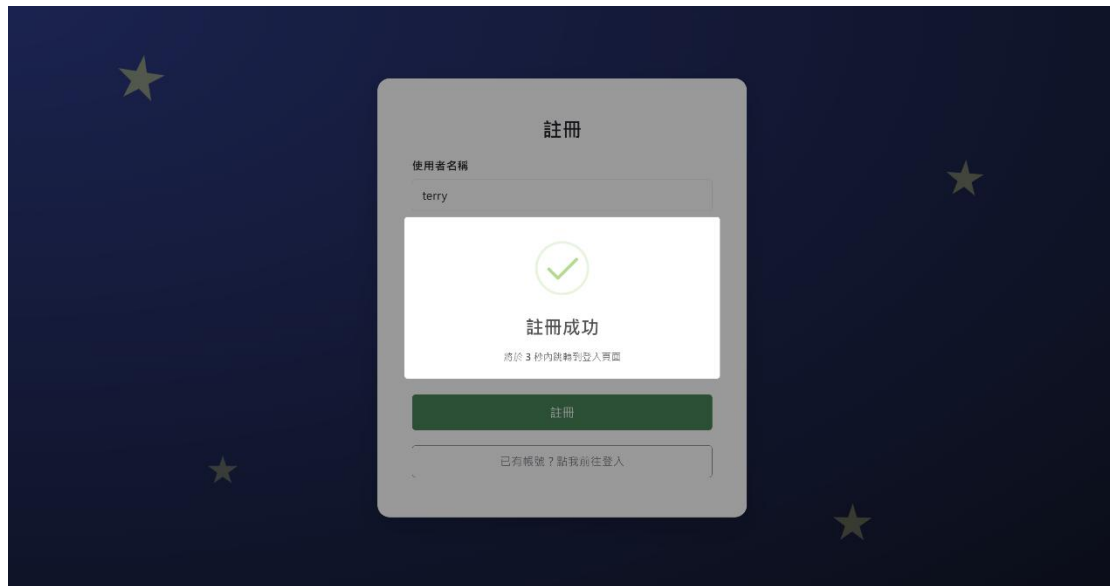 註冊
使用者名稱
terry
註冊成功
將於 3 秒內跳轉到登入頁面
註冊
已有帳號？點我前往登入